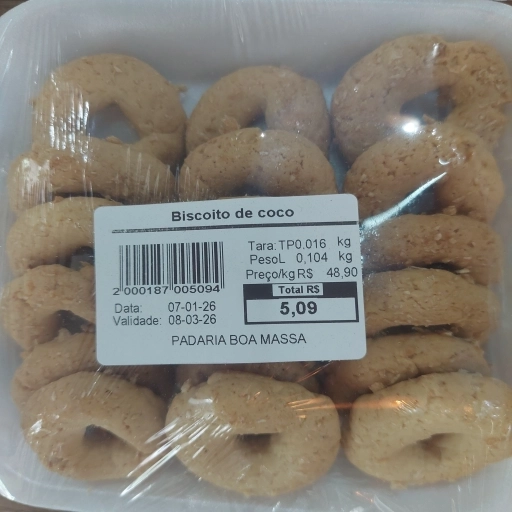 Biscoito de coco
Tara: TP0,016 kg
PesoL 0,104 kg
Preço/kg R$ 48,90
2 000187 005094
Total R$
5,09
Data: 07-01-26
Validade: 08-03-26
PADARIA BOA MASSA